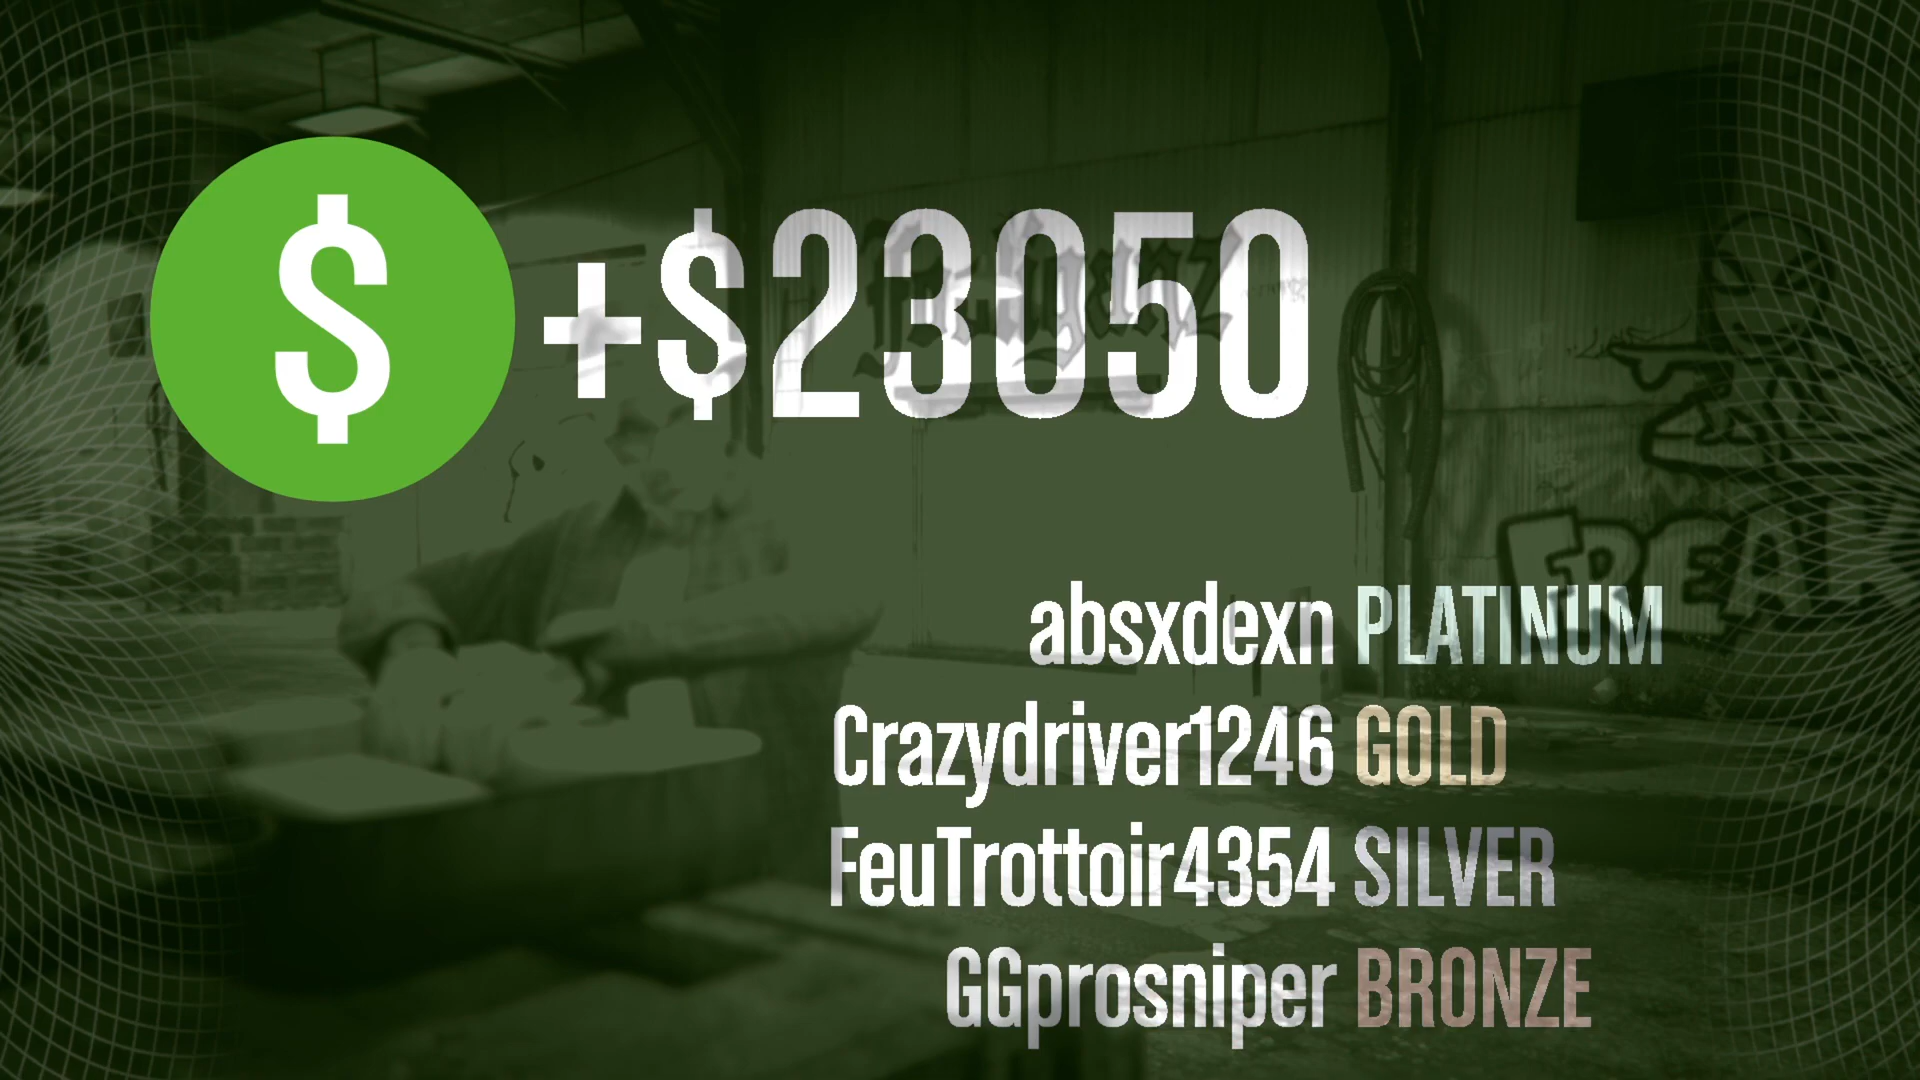 $ +$23050
absxdexn PLATINUM
Crazydriver1246 GOLD
FeuTrottoir4354 SILVER
GGprosniper BRONZE